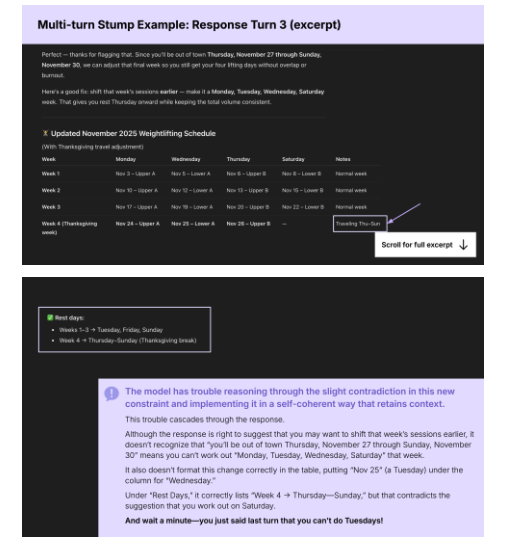 Multi-turn Stump Example: Response Turn 3 (excerpt)
Perfect — thanks for flagging that. Since you'll be out of town Thursday, November 27 through Sunday,
November 30, we can adjust that final week so you still get your four lifting days without overlap or
burnout.
Here's a good fix: shift that week's sessions earlier — make it a Monday, Tuesday, Wednesday, Saturday
week. That gives you rest Thursday onward while keeping the total volume consistent.
Updated November 2025 Weightlifting Schedule
(With Thanksgiving travel adjustment)
Week Monday Wednesday Thursday Saturday Notes
Week 1 Nov 3 – Upper A Nov 5 – Lower A Nov 6 – Upper B Nov 8 – Lower B Normal week
Week 2 Nov 10 – Upper A Nov 12 – Lower A Nov 13 – Upper B Nov 15 – Lower B Normal week
Week 3 Nov 17 – Upper A Nov 19 – Lower A Nov 20 – Upper B Nov 22 – Lower B Normal week
Week 4 (Thanksgiving Nov 24 – Upper A Nov 25 – Lower A Nov 26 – Upper B — Traveling Thu–Sun
week)
Scroll for full excerpt
Rest days:
• Weeks 1–3 → Tuesday, Friday, Sunday
• Week 4 → Thursday–Sunday (Thanksgiving break)
The model has trouble reasoning through the slight contradiction in this new
constraint and implementing it in a self-coherent way that retains context.
This trouble cascades through the response.
Although the response is right to suggest that you may want to shift that week's sessions earlier, it
doesn't recognize that "you'll be out of town Thursday, November 27 through Sunday, November
30" means you can't work out "Monday, Tuesday, Wednesday, Saturday" that week.
It also doesn't format this change correctly in the table, putting "Nov 25" (a Tuesday) under the
column for "Wednesday."
Under "Rest Days," it correctly lists "Week 4 → Thursday—Sunday," but that contradicts the
suggestion that you work out on Saturday.
And wait a minute—you just said last turn that you can't do Tuesdays!